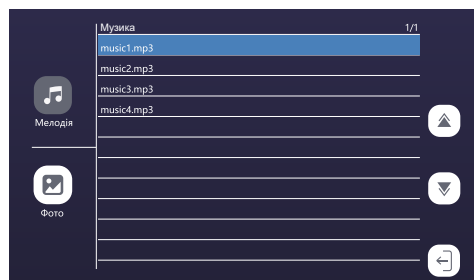 Музика 1/1
music1.mp3
music2.mp3
music3.mp3
music4.mp3
Мелодія
Фото